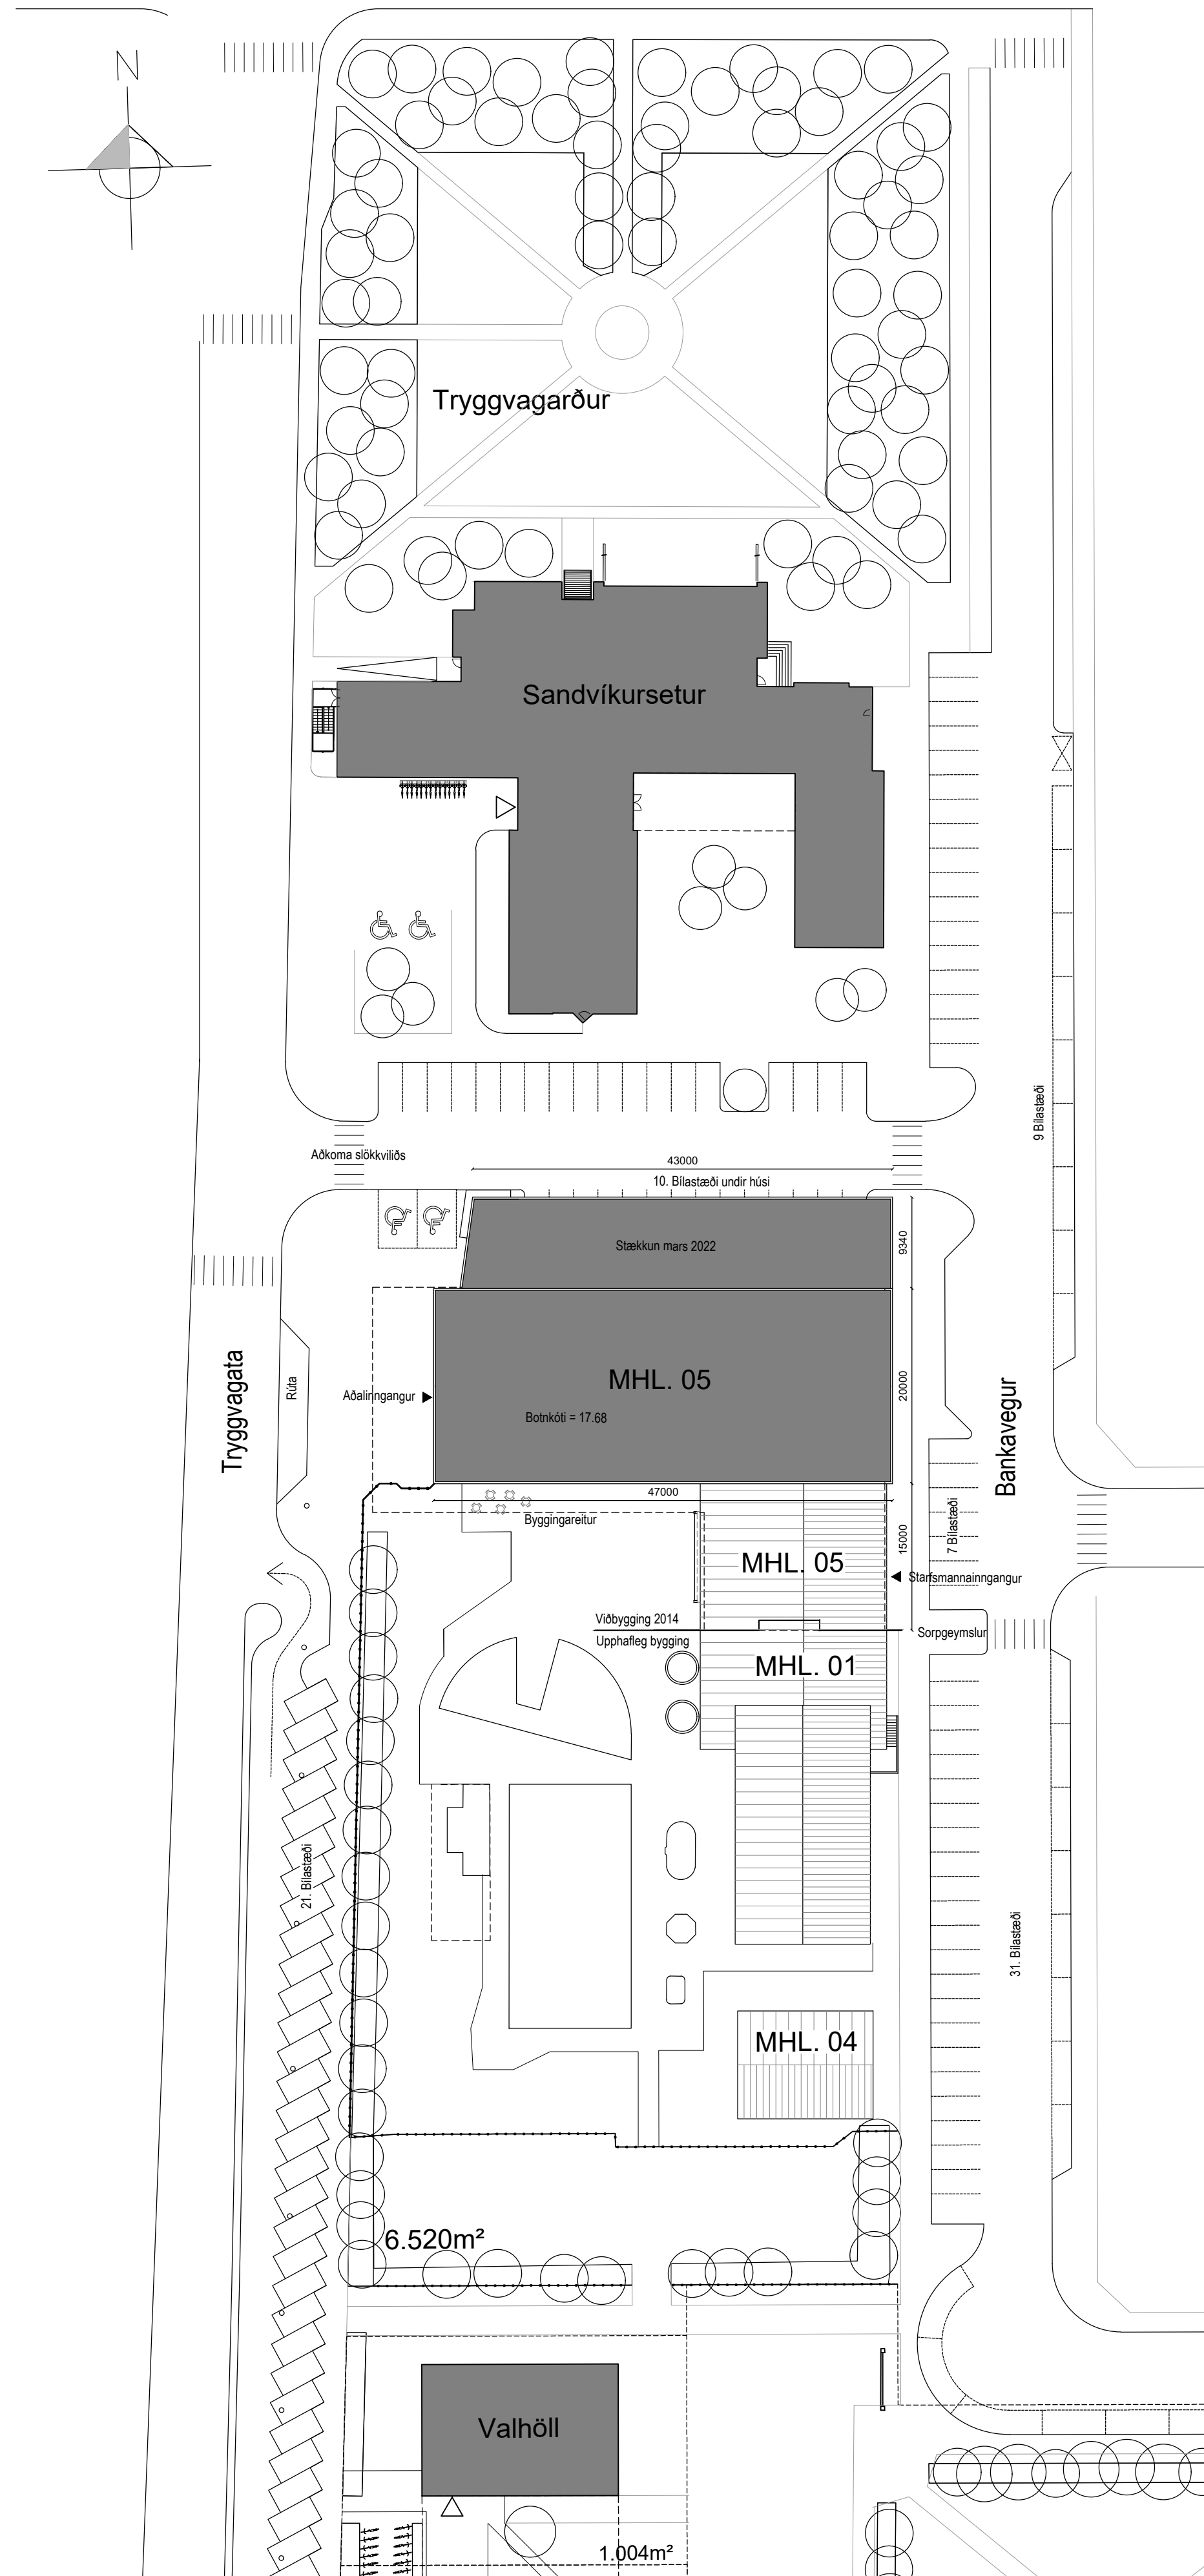 N
Tryggvagarður
Sandvíkursetur
9 Bílastæði
Aðkoma slökkviliðs
43000
10. Bílastæði undir húsi
Stækkun mars 2022
9340
Tryggvagata
Rúta
Aðalinngangur
MHL. 05
Botnkóti = 17.68
20000
Bankavegur
47000
Byggingareitur
15000
7 Bílastæði
MHL. 05
Starfsmannainngangur
Viðbygging 2014
Upphafleg bygging
Sorpgeymslur
MHL. 01
21. Bílastæði
31. Bílastæði
MHL. 04
6.520m²
Valhöll
1.004m²